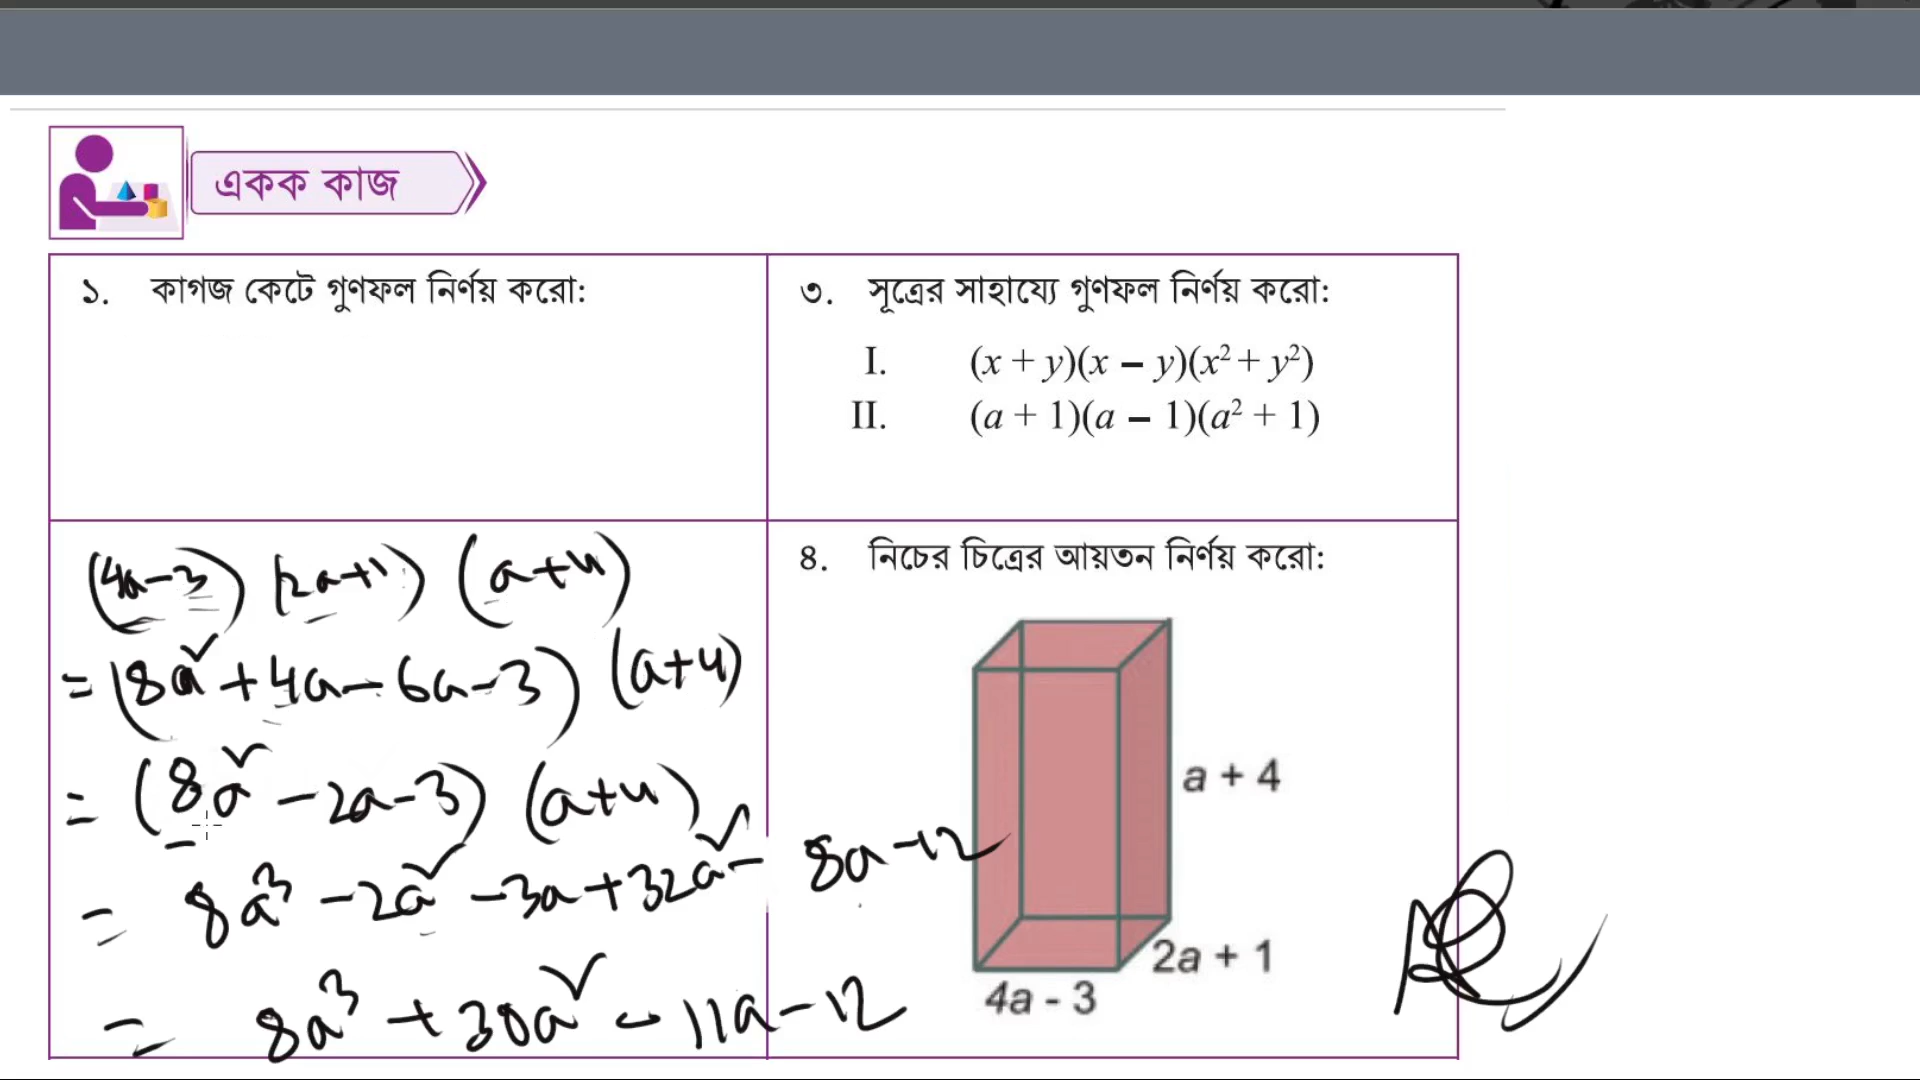 একক কাজ
১. কাগজ কেটে গুণফল নির্ণয় করো:
৩. সূত্রের সাহায্যে গুণফল নির্ণয় করো:
I. (x + y)(x – y)(x² + y²)
II. (a + 1)(a – 1)(a² + 1)
(4a-3) (2a+1) (a+4)
= (8a² + 4a - 6a - 3) (a+4)
= (8a² - 2a - 3) (a+4)
= 8a³ - 2a² - 3a + 32a² - 8a - 12
= 8a³ + 30a² - 11a - 12
৪. নিচের চিত্রের আয়তন নির্ণয় করো:
a + 4
2a + 1
4a - 3